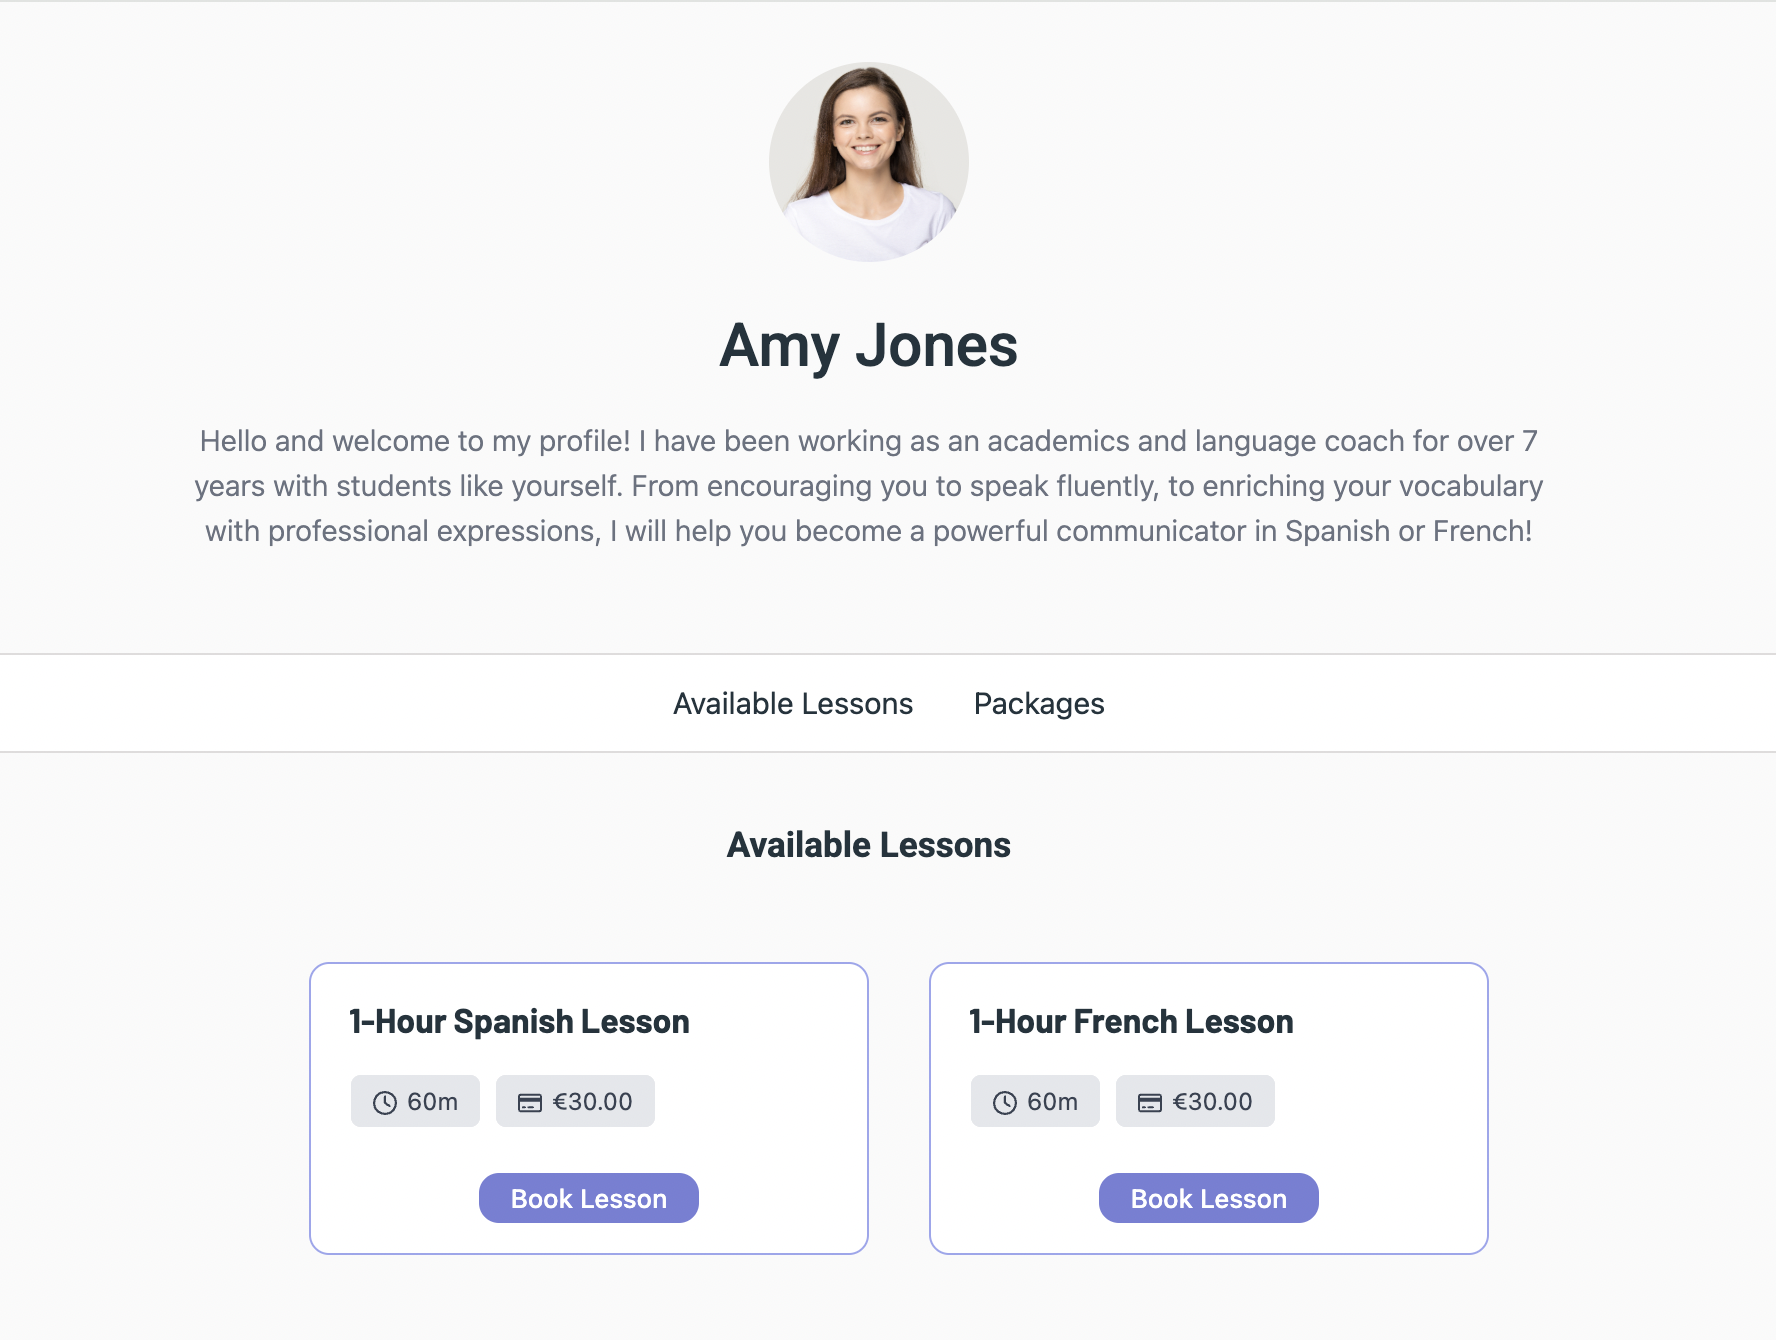 Amy Jones
Hello and welcome to my profile! I have been working as an academics and language coach for over 7
years with students like yourself. From encouraging you to speak fluently, to enriching your vocabulary
with professional expressions, I will help you become a powerful communicator in Spanish or French!
Available Lessons
Packages
Available Lessons
1-Hour Spanish Lesson
60m
€30.00
Book Lesson
1-Hour French Lesson
60m
€30.00
Book Lesson